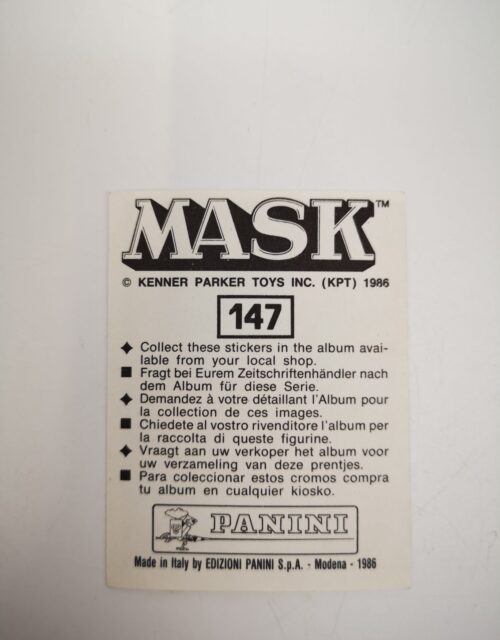 MASK™
© KENNER PARKER TOYS INC. (KPT) 1986
147
✦ Collect these stickers in the album avai-
lable from your local shop.
■ Fragt bei Eurem Zeitschriftenhändler nach
dem Album für diese Serie.
✦ Demandez à votre détaillant l'Album pour
la collection de ces images.
■ Chiedete al vostro rivenditore l'album per
la raccolta di queste figurine.
✦ Vraagt aan uw verkoper het album voor
uw verzameling van deze prentjes.
■ Para coleccionar estos cromos compra
tu album en cualquier kiosko.
PANINI
Made in Italy by EDIZIONI PANINI S.p.A. - Modena - 1986